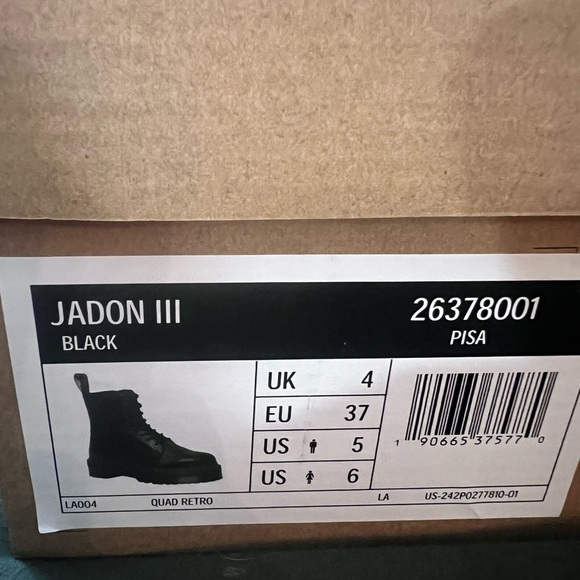 JADON III
26378001
BLACK
PISA
UK 4
EU 37
US 5
US 6
1 90665 37577 0
LA004 QUAD RETRO LA US-242P0277810-01